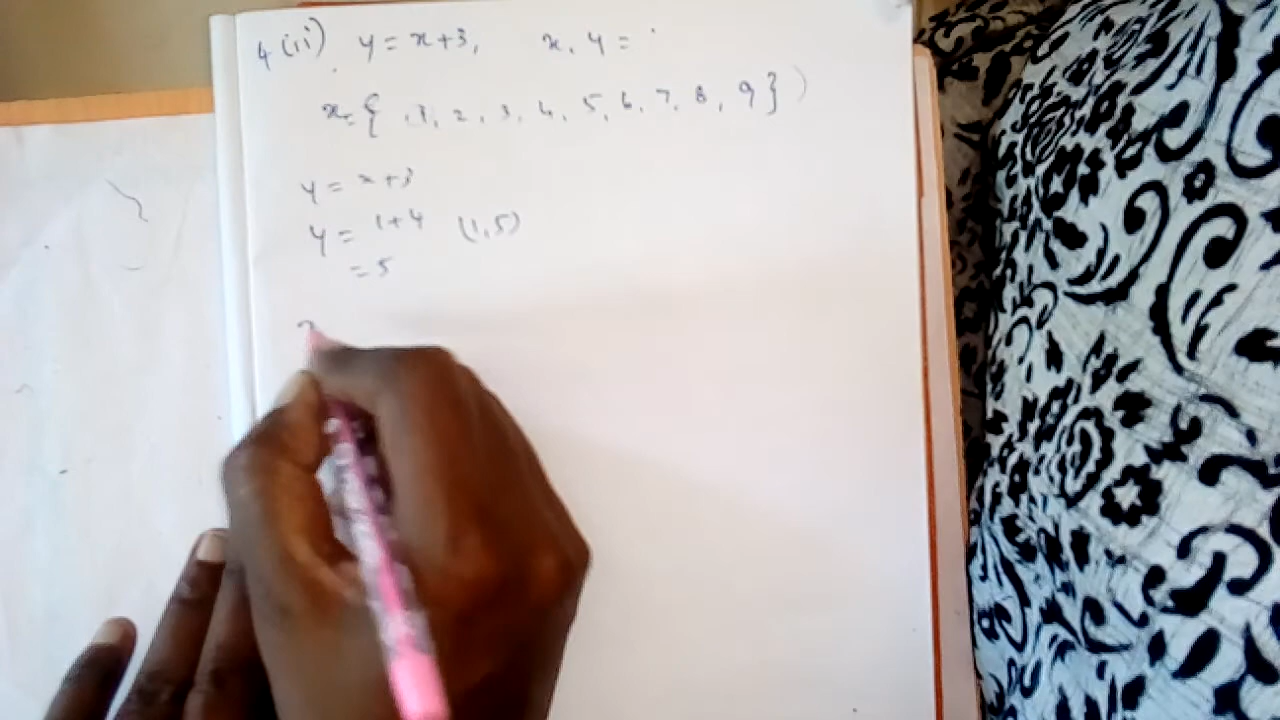 4 (ii) y = x+3, x, y =
x = { , 1, 2, 3, 4, 5, 6, 7, 8, 9 } )
y = x+3
y = 1+4 (1,5)
= 5